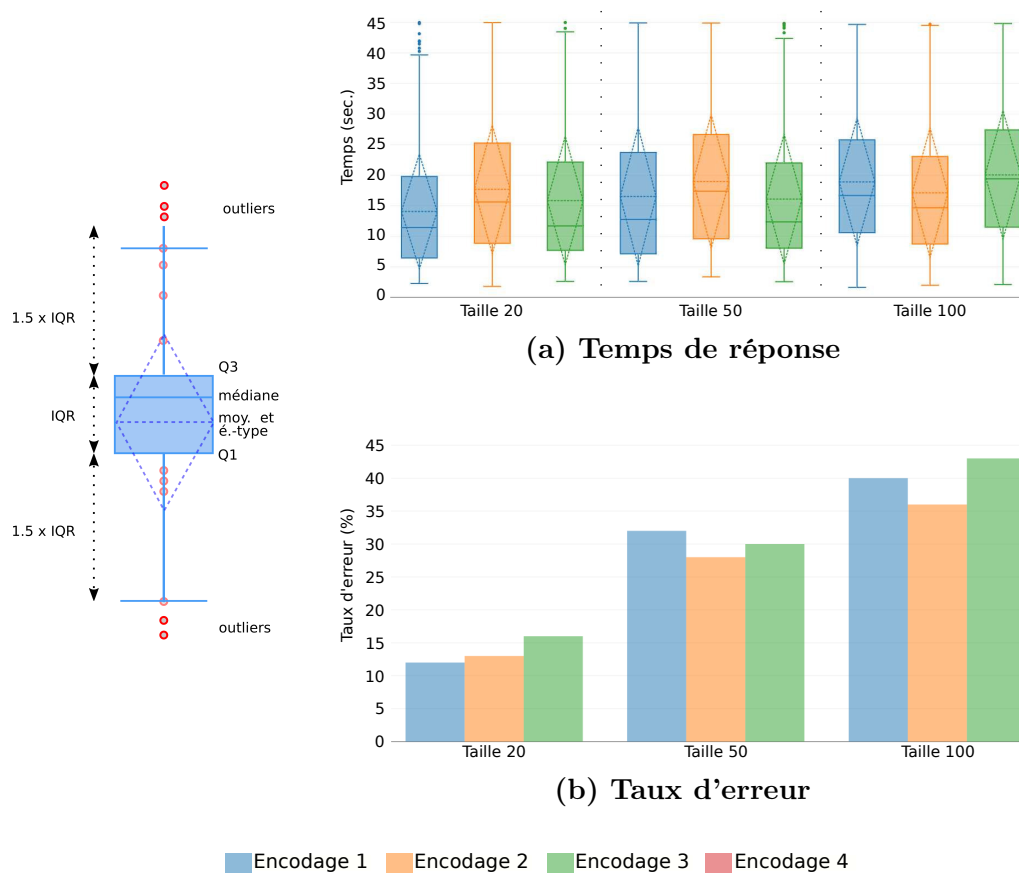 outliers
1.5 x IQR
Q3
IQR
médiane
moy. et
é.-type
Q1
1.5 x IQR
outliers
Temps (sec.)
45
40
35
30
25
20
15
10
5
0
Taille 20
Taille 50
Taille 100
(a) Temps de réponse
Taux d'erreur (%)
45
40
35
30
25
20
15
10
5
0
Taille 20
Taille 50
Taille 100
(b) Taux d'erreur
Encodage 1
Encodage 2
Encodage 3
Encodage 4